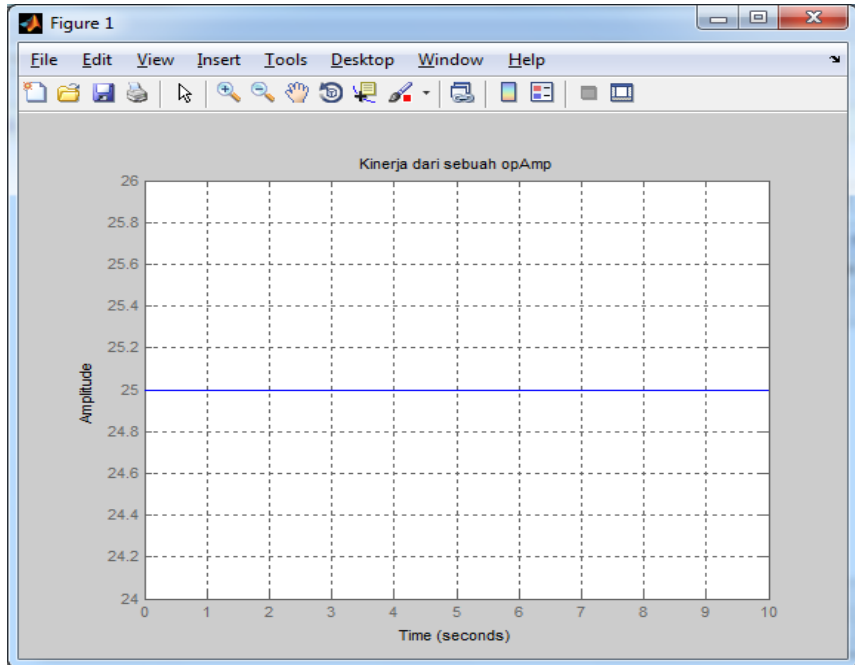 Figure 1
File Edit View Insert Tools Desktop Window Help
Kinerja dari sebuah opAmp
26
25.8
25.6
25.4
25.2
25
24.8
24.6
24.4
24.2
24
Amplitude
0 1 2 3 4 5 6 7 8 9 10
Time (seconds)